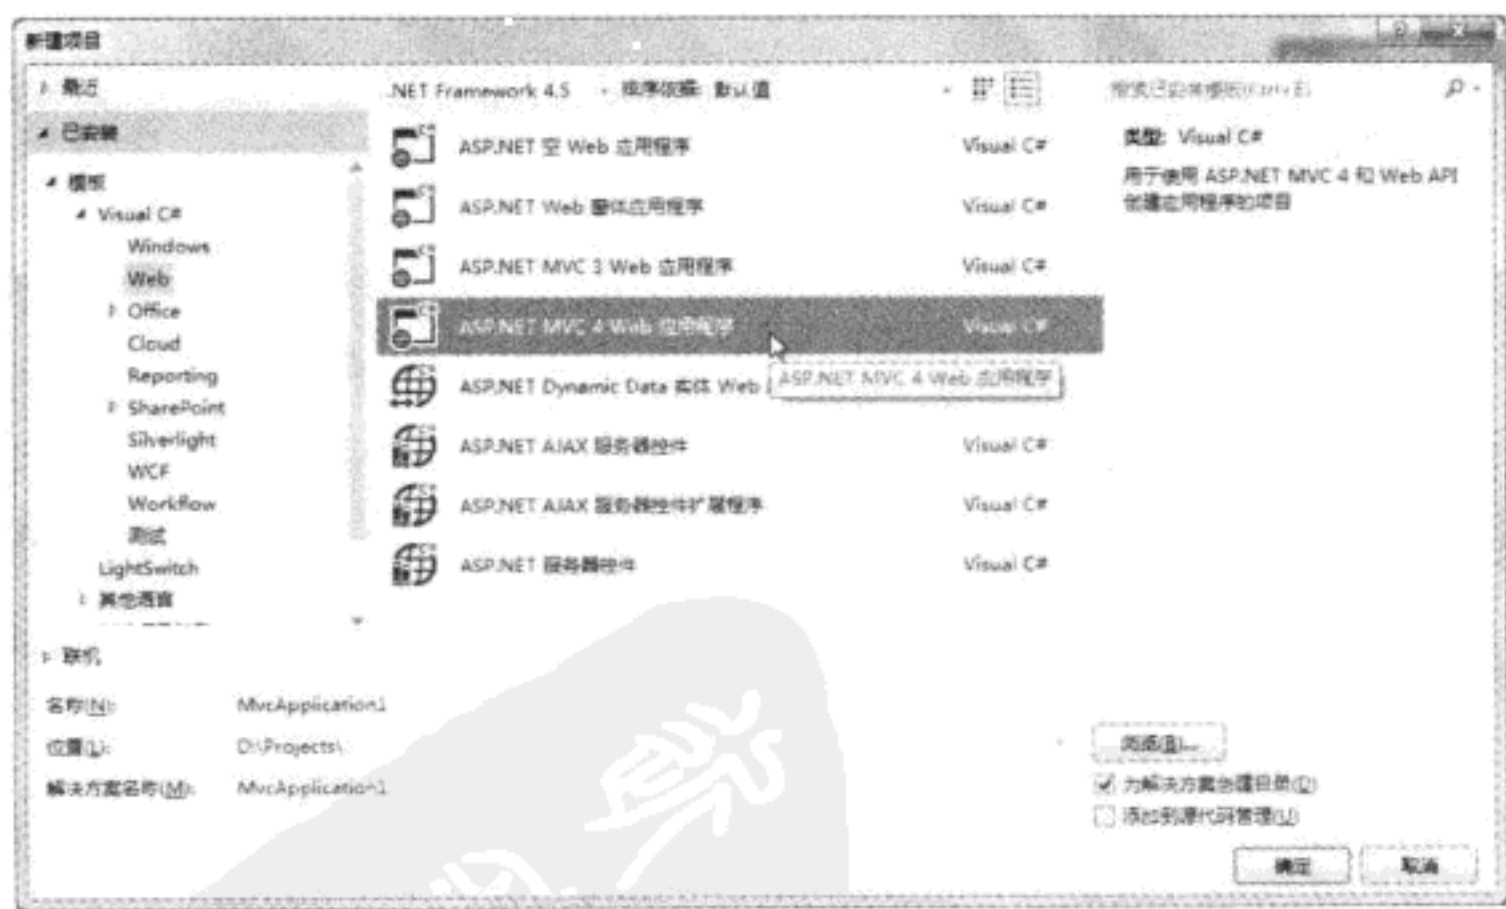 新建项目
最近
.NET Framework 4.5 排序依据: 默认值
搜索已安装模板(Ctrl+E)
已安装
模板
Visual C#
Windows
Web
Office
Cloud
Reporting
SharePoint
Silverlight
WCF
Workflow
测试
LightSwitch
其他语言
联机
ASP.NET 空 Web 应用程序 Visual C#
ASP.NET Web 窗体应用程序 Visual C#
ASP.NET MVC 3 Web 应用程序 Visual C#
ASP.NET MVC 4 Web 应用程序 Visual C#
ASP.NET Dynamic Data 实体 Web
ASP.NET MVC 4 Web 应用程序
ASP.NET AJAX 服务器控件 Visual C#
ASP.NET AJAX 服务器控件扩展程序 Visual C#
ASP.NET 服务器控件 Visual C#
类型: Visual C#
用于使用 ASP.NET MVC 4 和 Web API
创建应用程序的项目
名称(N): MvcApplication1
位置(L): D:\Projects\
解决方案名称(M): MvcApplication1
浏览(B)...
为解决方案创建目录(D)
添加到源代码管理(U)
确定 取消